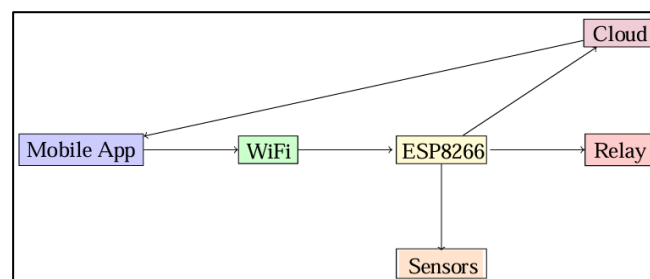 Cloud
Mobile App
WiFi
ESP8266
Relay
Sensors